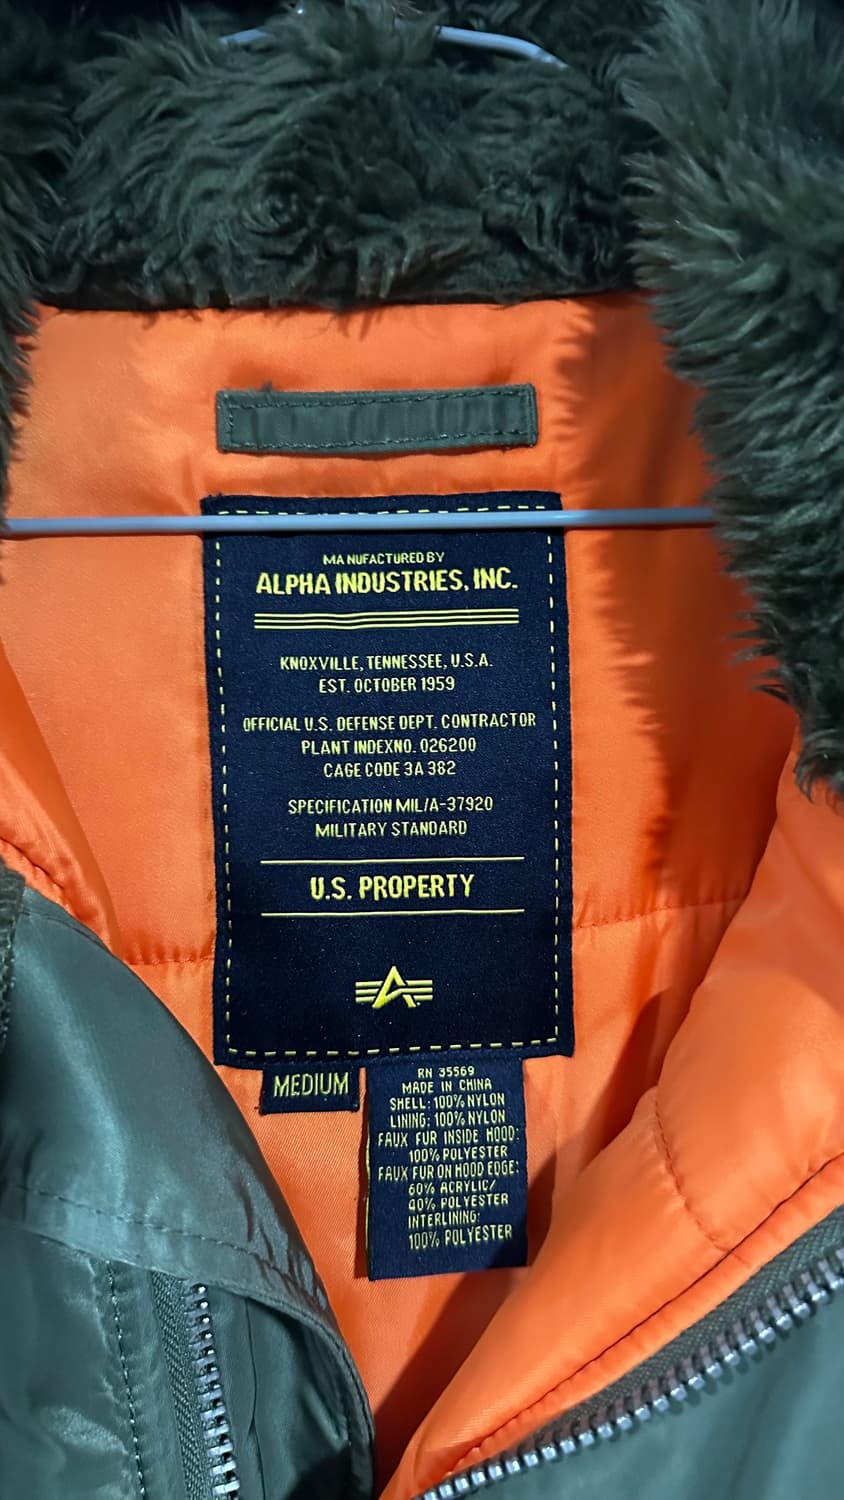 MANUFACTURED BY
ALPHA INDUSTRIES, INC.
KNOXVILLE, TENNESSEE, U.S.A.
EST. OCTOBER 1959
OFFICIAL U.S. DEFENSE DEPT. CONTRACTOR
PLANT INDEXNO. 026200
CAGE CODE 3A 382
SPECIFICATION MIL/A-37920
MILITARY STANDARD
U.S. PROPERTY
MEDIUM
RN 35569
MADE IN CHINA
SHELL: 100% NYLON
LINING: 100% NYLON
FAUX FUR INSIDE HOOD:
100% POLYESTER
FAUX FUR ON HOOD EDGE:
60% ACRYLIC/
40% POLYESTER
INTERLINING:
100% POLYESTER